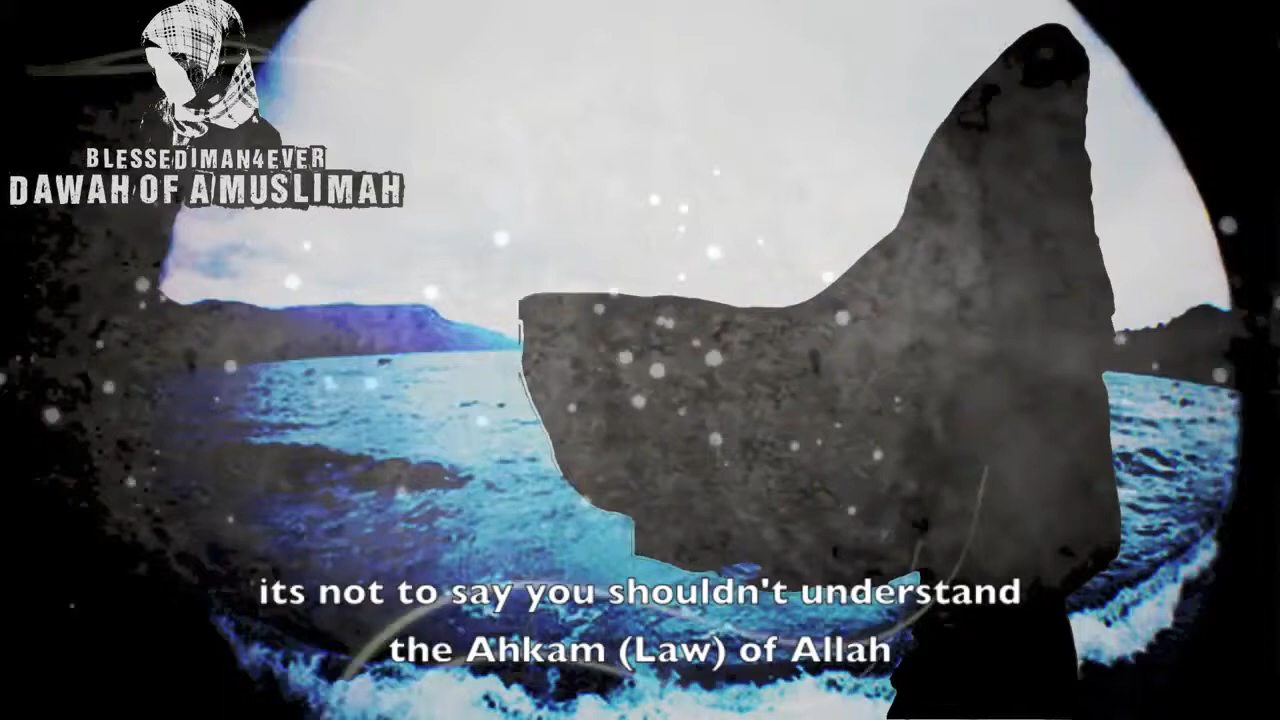 BLESSEDIMAN4EVER
DAWAH OF A MUSLIMAH
its not to say you shouldn't understand
the Ahkam (Law) of Allah